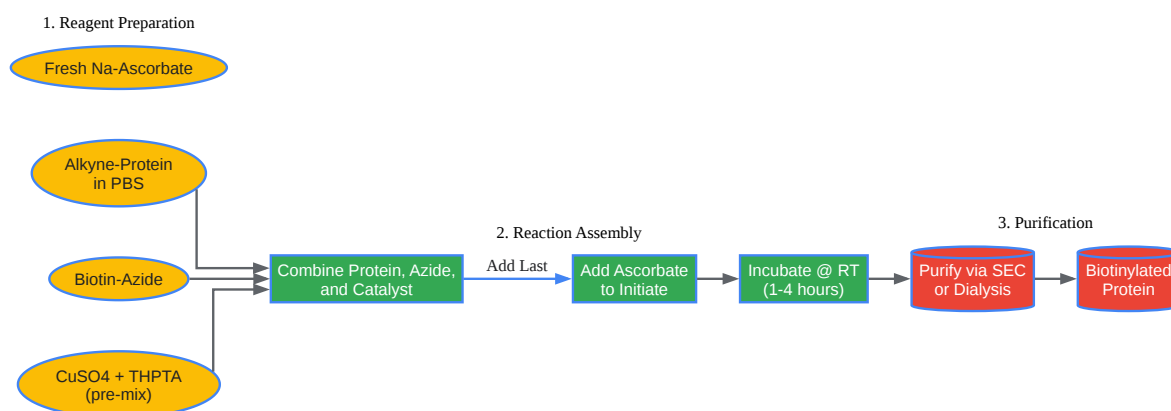 1. Reagent Preparation
Fresh Na-Ascorbate
Alkyne-Protein
in PBS
Biotin-Azide
CuSO4 + THPTA
(pre-mix)
2. Reaction Assembly
Combine Protein, Azide,
and Catalyst
Add Last
Add Ascorbate
to Initiate
Incubate @ RT
(1-4 hours)
3. Purification
Purify via SEC
or Dialysis
Biotinylated
Protein